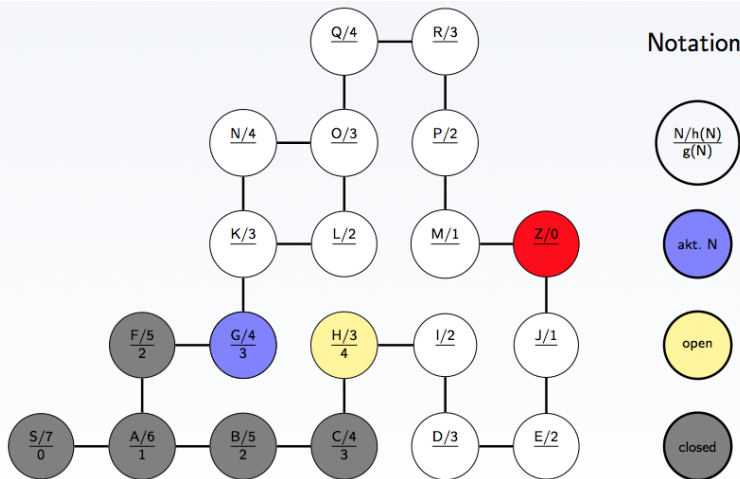 Q/4 R/3
Notation
N/4 O/3 P/2
N/h(N)
g(N)
K/3 L/2 M/1 Z/0
akt. N
F/5 G/4 H/3 I/2 J/1
2 3 4
open
S/7 A/6 B/5 C/4 D/3 E/2
0 1 2 3
closed